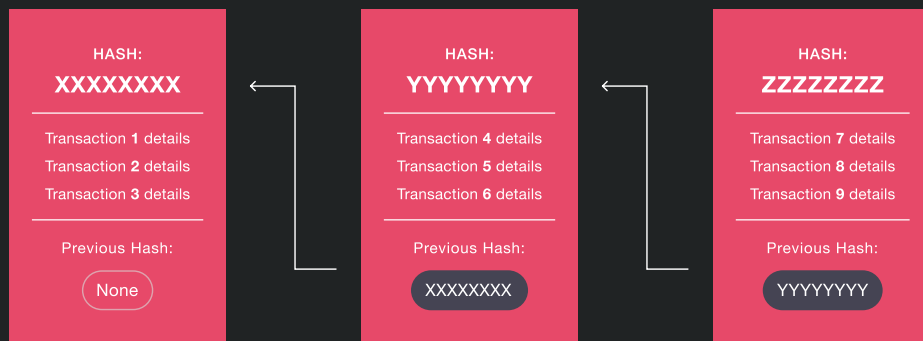 HASH:
XXXXXXXX
Transaction 1 details
Transaction 2 details
Transaction 3 details
Previous Hash:
None
HASH:
YYYYYYYY
Transaction 4 details
Transaction 5 details
Transaction 6 details
Previous Hash:
XXXXXXXX
HASH:
ZZZZZZZZ
Transaction 7 details
Transaction 8 details
Transaction 9 details
Previous Hash:
YYYYYYYY